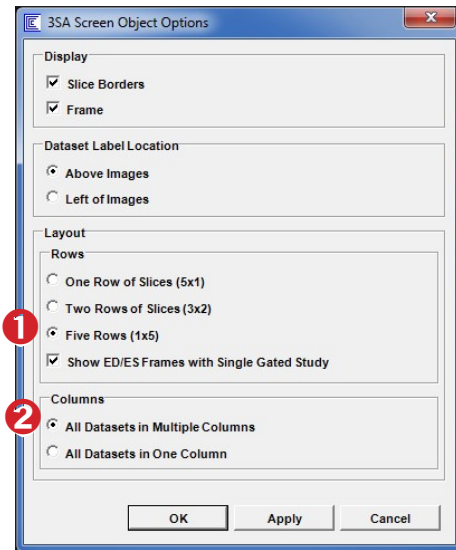 3SA Screen Object Options
Display
Slice Borders
Frame
Dataset Label Location
Above Images
Left of Images
Layout
Rows
One Row of Slices (5x1)
Two Rows of Slices (3x2)
1
Five Rows (1x5)
Show ED/ES Frames with Single Gated Study
Columns
2
All Datasets in Multiple Columns
All Datasets in One Column
OK Apply Cancel